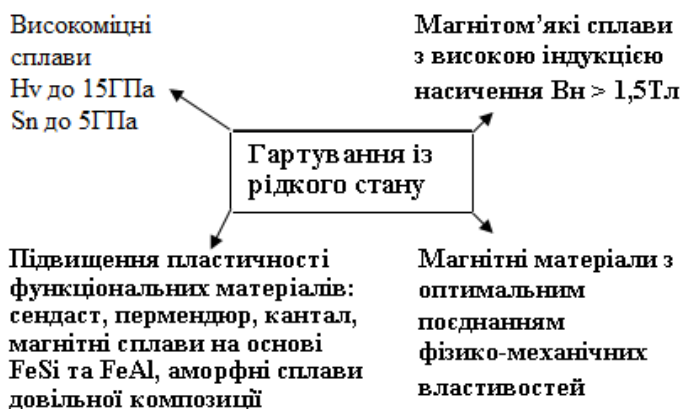 Високоміцні
сплави
Hv до 15ГПа
Sn до 5ГПа
Магнітом’які сплави
з високою індукцією
насичення Вн > 1,5Тл
Гартування із
рідкого стану
Підвищення пластичності
функціональних матеріалів:
сендаст, пермендюр, кантал,
магнітні сплави на основі
FeSi та FeAl, аморфні сплави
довільної композиції
Магнітні матеріали з
оптимальним
поєднанням
фізико-механічних
властивостей